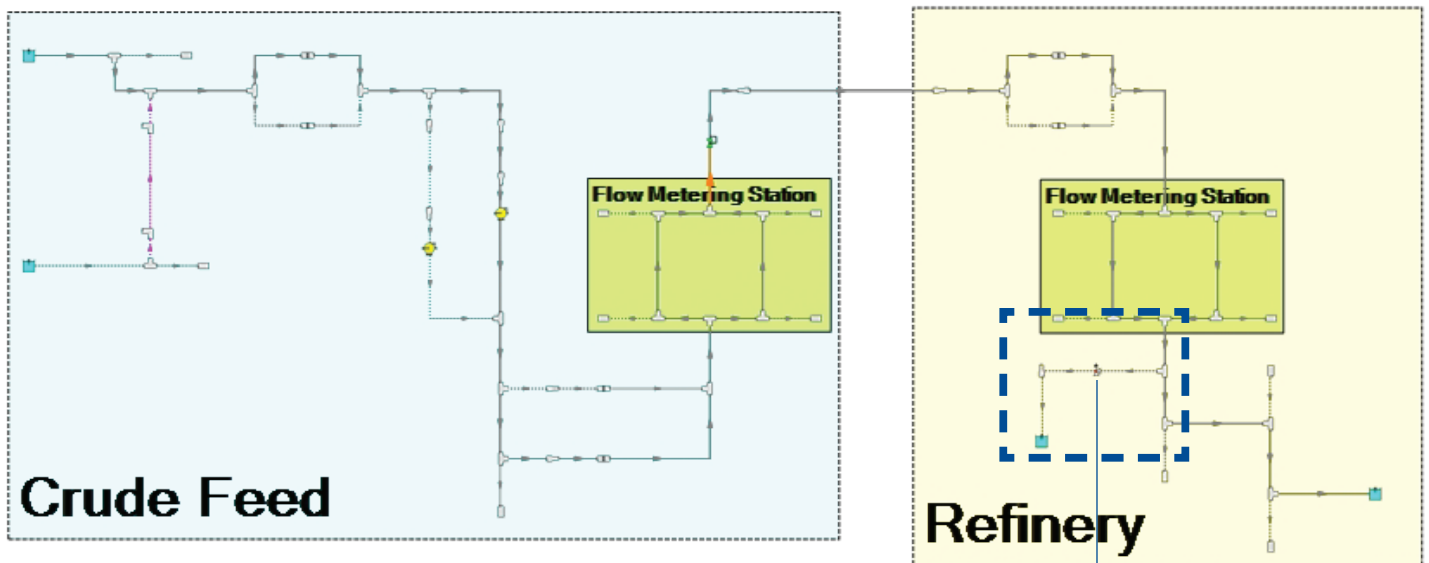 Flow Metering Station
Flow Metering Station
Crude Feed
Refinery